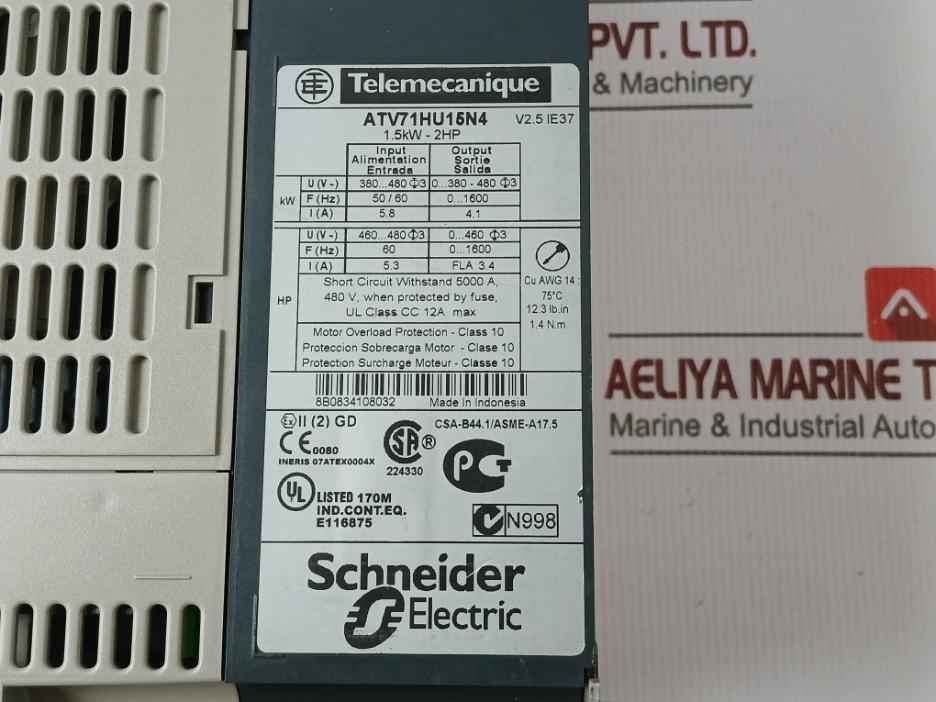 PVT. LTD.
& Machinery
Telemecanique
ATV71HU15N4 V2.5 IE37
1.5kW - 2HP
Input Output
Alimentation Sortie
Entrada Salida
kW
U (V~) 380...480 Φ3 0...380 - 480 Φ3
F (Hz) 50 / 60 0...1600
I (A) 5.8 4.1
HP
U (V~) 460...480 Φ3 0...460 Φ3
F (Hz) 60 0...1600
I (A) 5.3 FLA 3.4
Short Circuit Withstand 5000 A,
480 V, when protected by fuse,
UL Class CC 12A max
Cu AWG 14
75°C
12.3 lb.in
1.4 N.m
Motor Overload Protection - Class 10
Proteccion Sobrecarga Motor - Clase 10
Protection Surcharge Moteur - Classe 10
8B0834108032 Made In Indonesia
Ex II (2) GD
CE 0080
INERIS 07ATEX0004X
SA ®
224330
CSA-B44.1/ASME-A17.5
UL LISTED 170M
IND.CONT.EQ.
E116875
N998
Schneider
Electric
AELIYA MARINE T
Marine & Industrial Auto